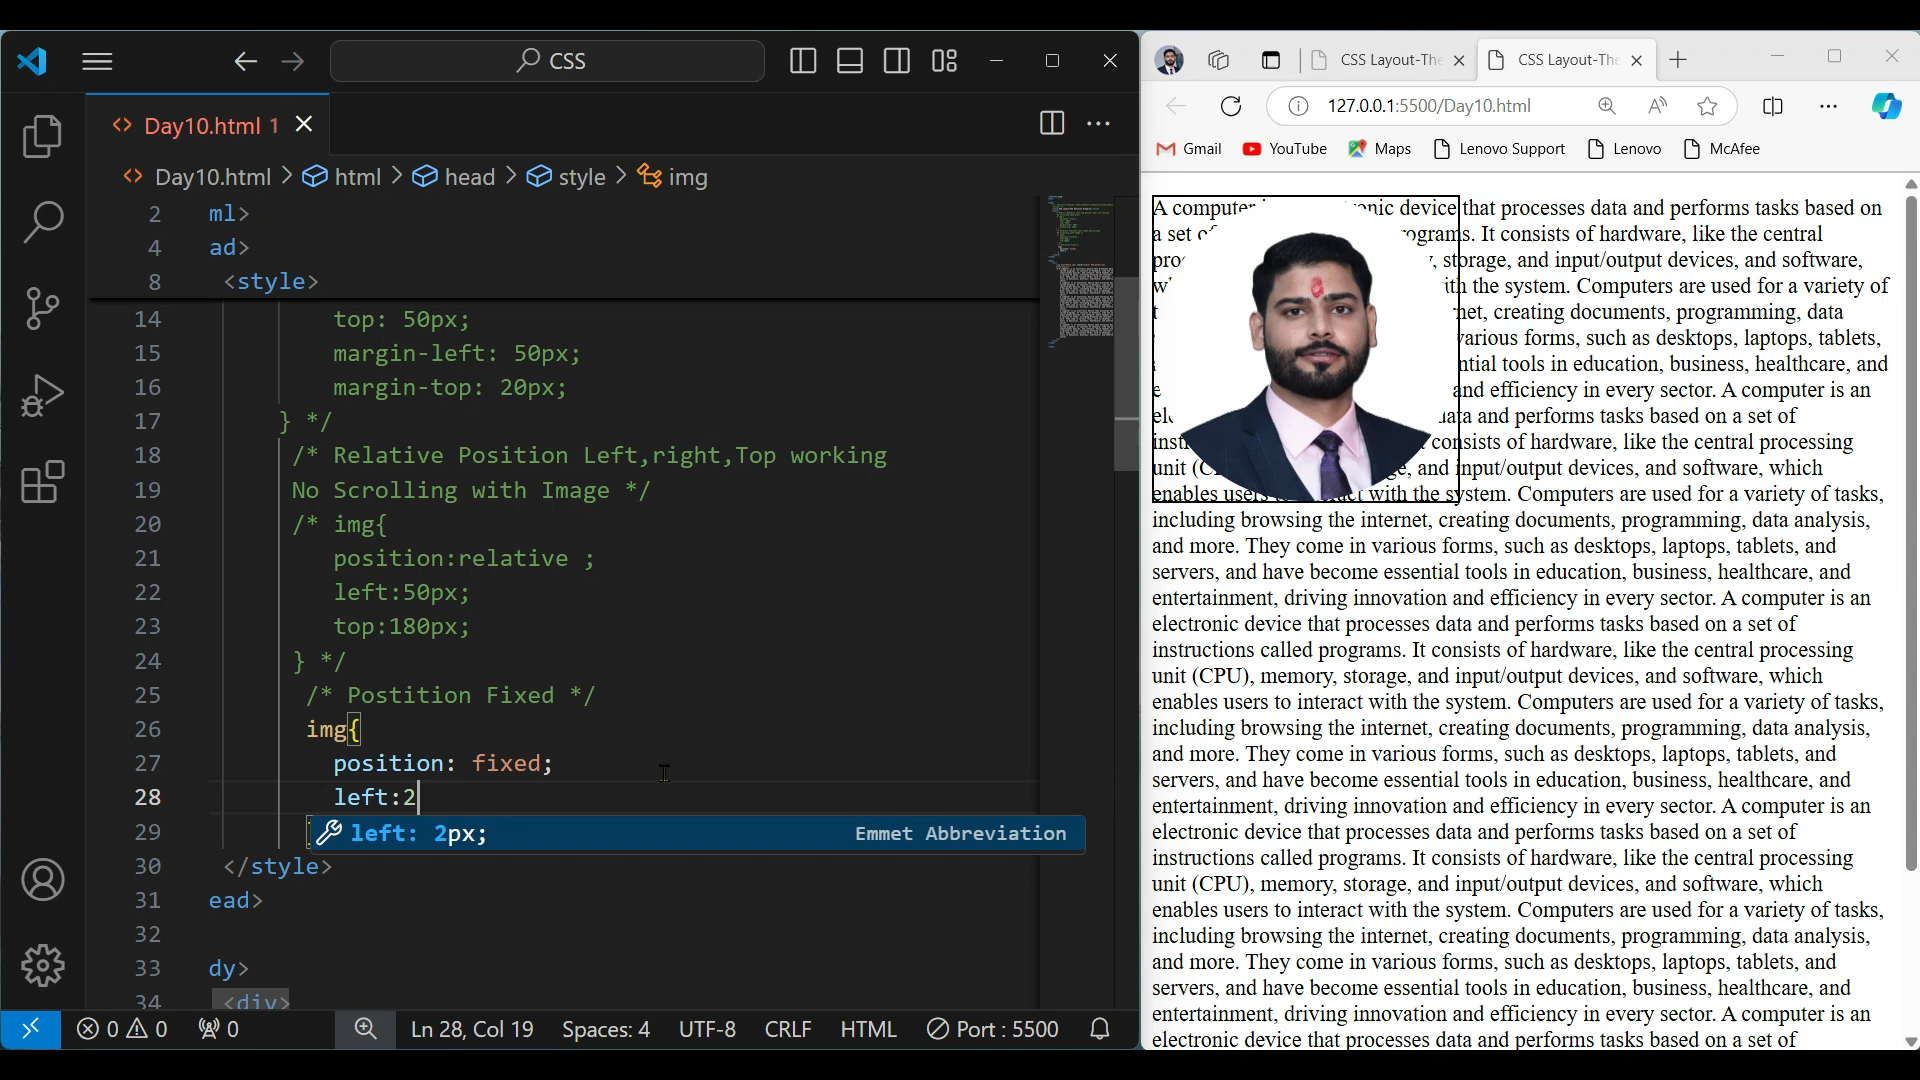 CSS
Day10.html 1
Day10.html > html > head > style > img
2 ml>
4 ad>
8 <style>
14 top: 50px;
15 margin-left: 50px;
16 margin-top: 20px;
17 } */
18 /* Relative Position Left,right,Top working
19 No Scrolling with Image */
20 /* img{
21 position:relative ;
22 left:50px;
23 top:180px;
24 } */
25 /* Postition Fixed */
26 img{
27 position: fixed;
28 left:2
29
left: 2px; Emmet Abbreviation
30 </style>
31 ead>
32
33 dy>
34 <div>
0 0 0 Ln 28, Col 19 Spaces: 4 UTF-8 CRLF HTML Port : 5500
CSS Layout-The CSS Layout-The
127.0.0.1:5500/Day10.html
Gmail YouTube Maps Lenovo Support Lenovo McAfee
A computer onic device that processes data and performs tasks based on
a set of rograms. It consists of hardware, like the central
storage, and input/output devices, and software,
ith the system. Computers are used for a variety of
net, creating documents, programming, data
various forms, such as desktops, laptops, tablets,
ntial tools in education, business, healthcare, and
and efficiency in every sector. A computer is an
data and performs tasks based on a set of
consists of hardware, like the central processing
unit and input/output devices, and software, which
enables users with the system. Computers are used for a variety of tasks,
including browsing the internet, creating documents, programming, data analysis,
and more. They come in various forms, such as desktops, laptops, tablets, and
servers, and have become essential tools in education, business, healthcare, and
entertainment, driving innovation and efficiency in every sector. A computer is an
electronic device that processes data and performs tasks based on a set of
instructions called programs. It consists of hardware, like the central processing
unit (CPU), memory, storage, and input/output devices, and software, which
enables users to interact with the system. Computers are used for a variety of tasks,
including browsing the internet, creating documents, programming, data analysis,
and more. They come in various forms, such as desktops, laptops, tablets, and
servers, and have become essential tools in education, business, healthcare, and
entertainment, driving innovation and efficiency in every sector. A computer is an
electronic device that processes data and performs tasks based on a set of
instructions called programs. It consists of hardware, like the central processing
unit (CPU), memory, storage, and input/output devices, and software, which
enables users to interact with the system. Computers are used for a variety of tasks,
including browsing the internet, creating documents, programming, data analysis,
and more. They come in various forms, such as desktops, laptops, tablets, and
servers, and have become essential tools in education, business, healthcare, and
entertainment, driving innovation and efficiency in every sector. A computer is an
electronic device that processes data and performs tasks based on a set of